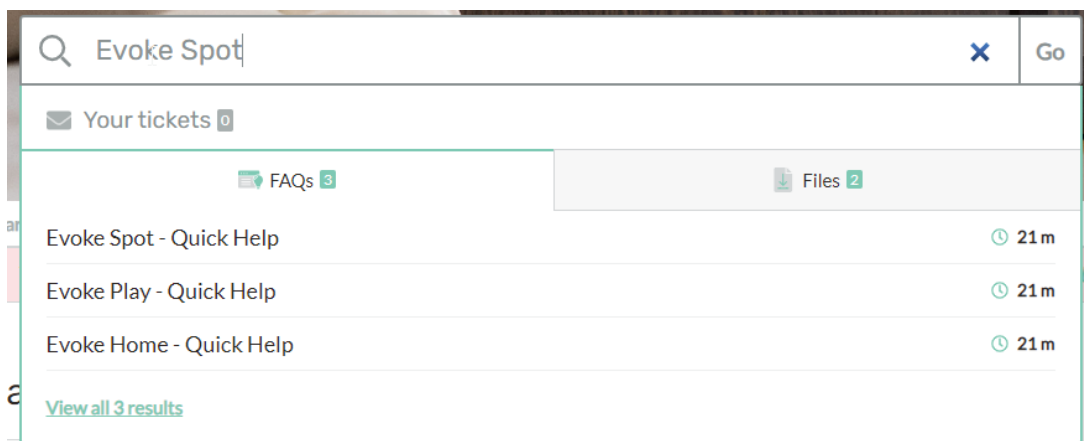 Evoke Spot
Go
Your tickets 0
FAQs 3
Files 2
Evoke Spot - Quick Help 21 m
Evoke Play - Quick Help 21 m
Evoke Home - Quick Help 21 m
View all 3 results